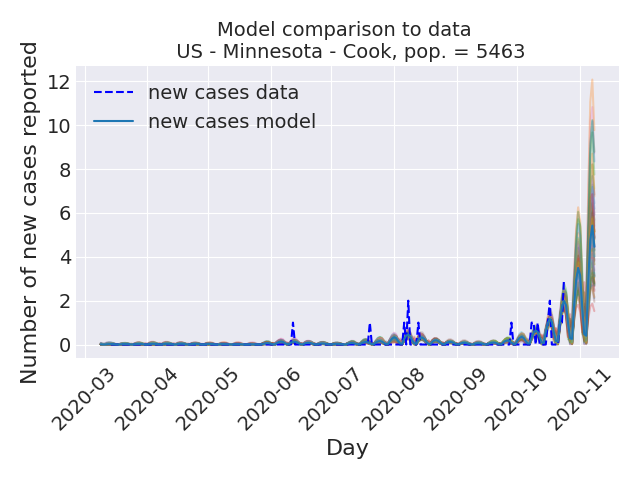 Model comparison to data
US - Minnesota - Cook, pop. = 5463
Number of new cases reported
12
10
8
6
4
2
0
new cases data
new cases model
2020-03
2020-04
2020-05
2020-06
2020-07
2020-08
2020-09
2020-10
2020-11
Day